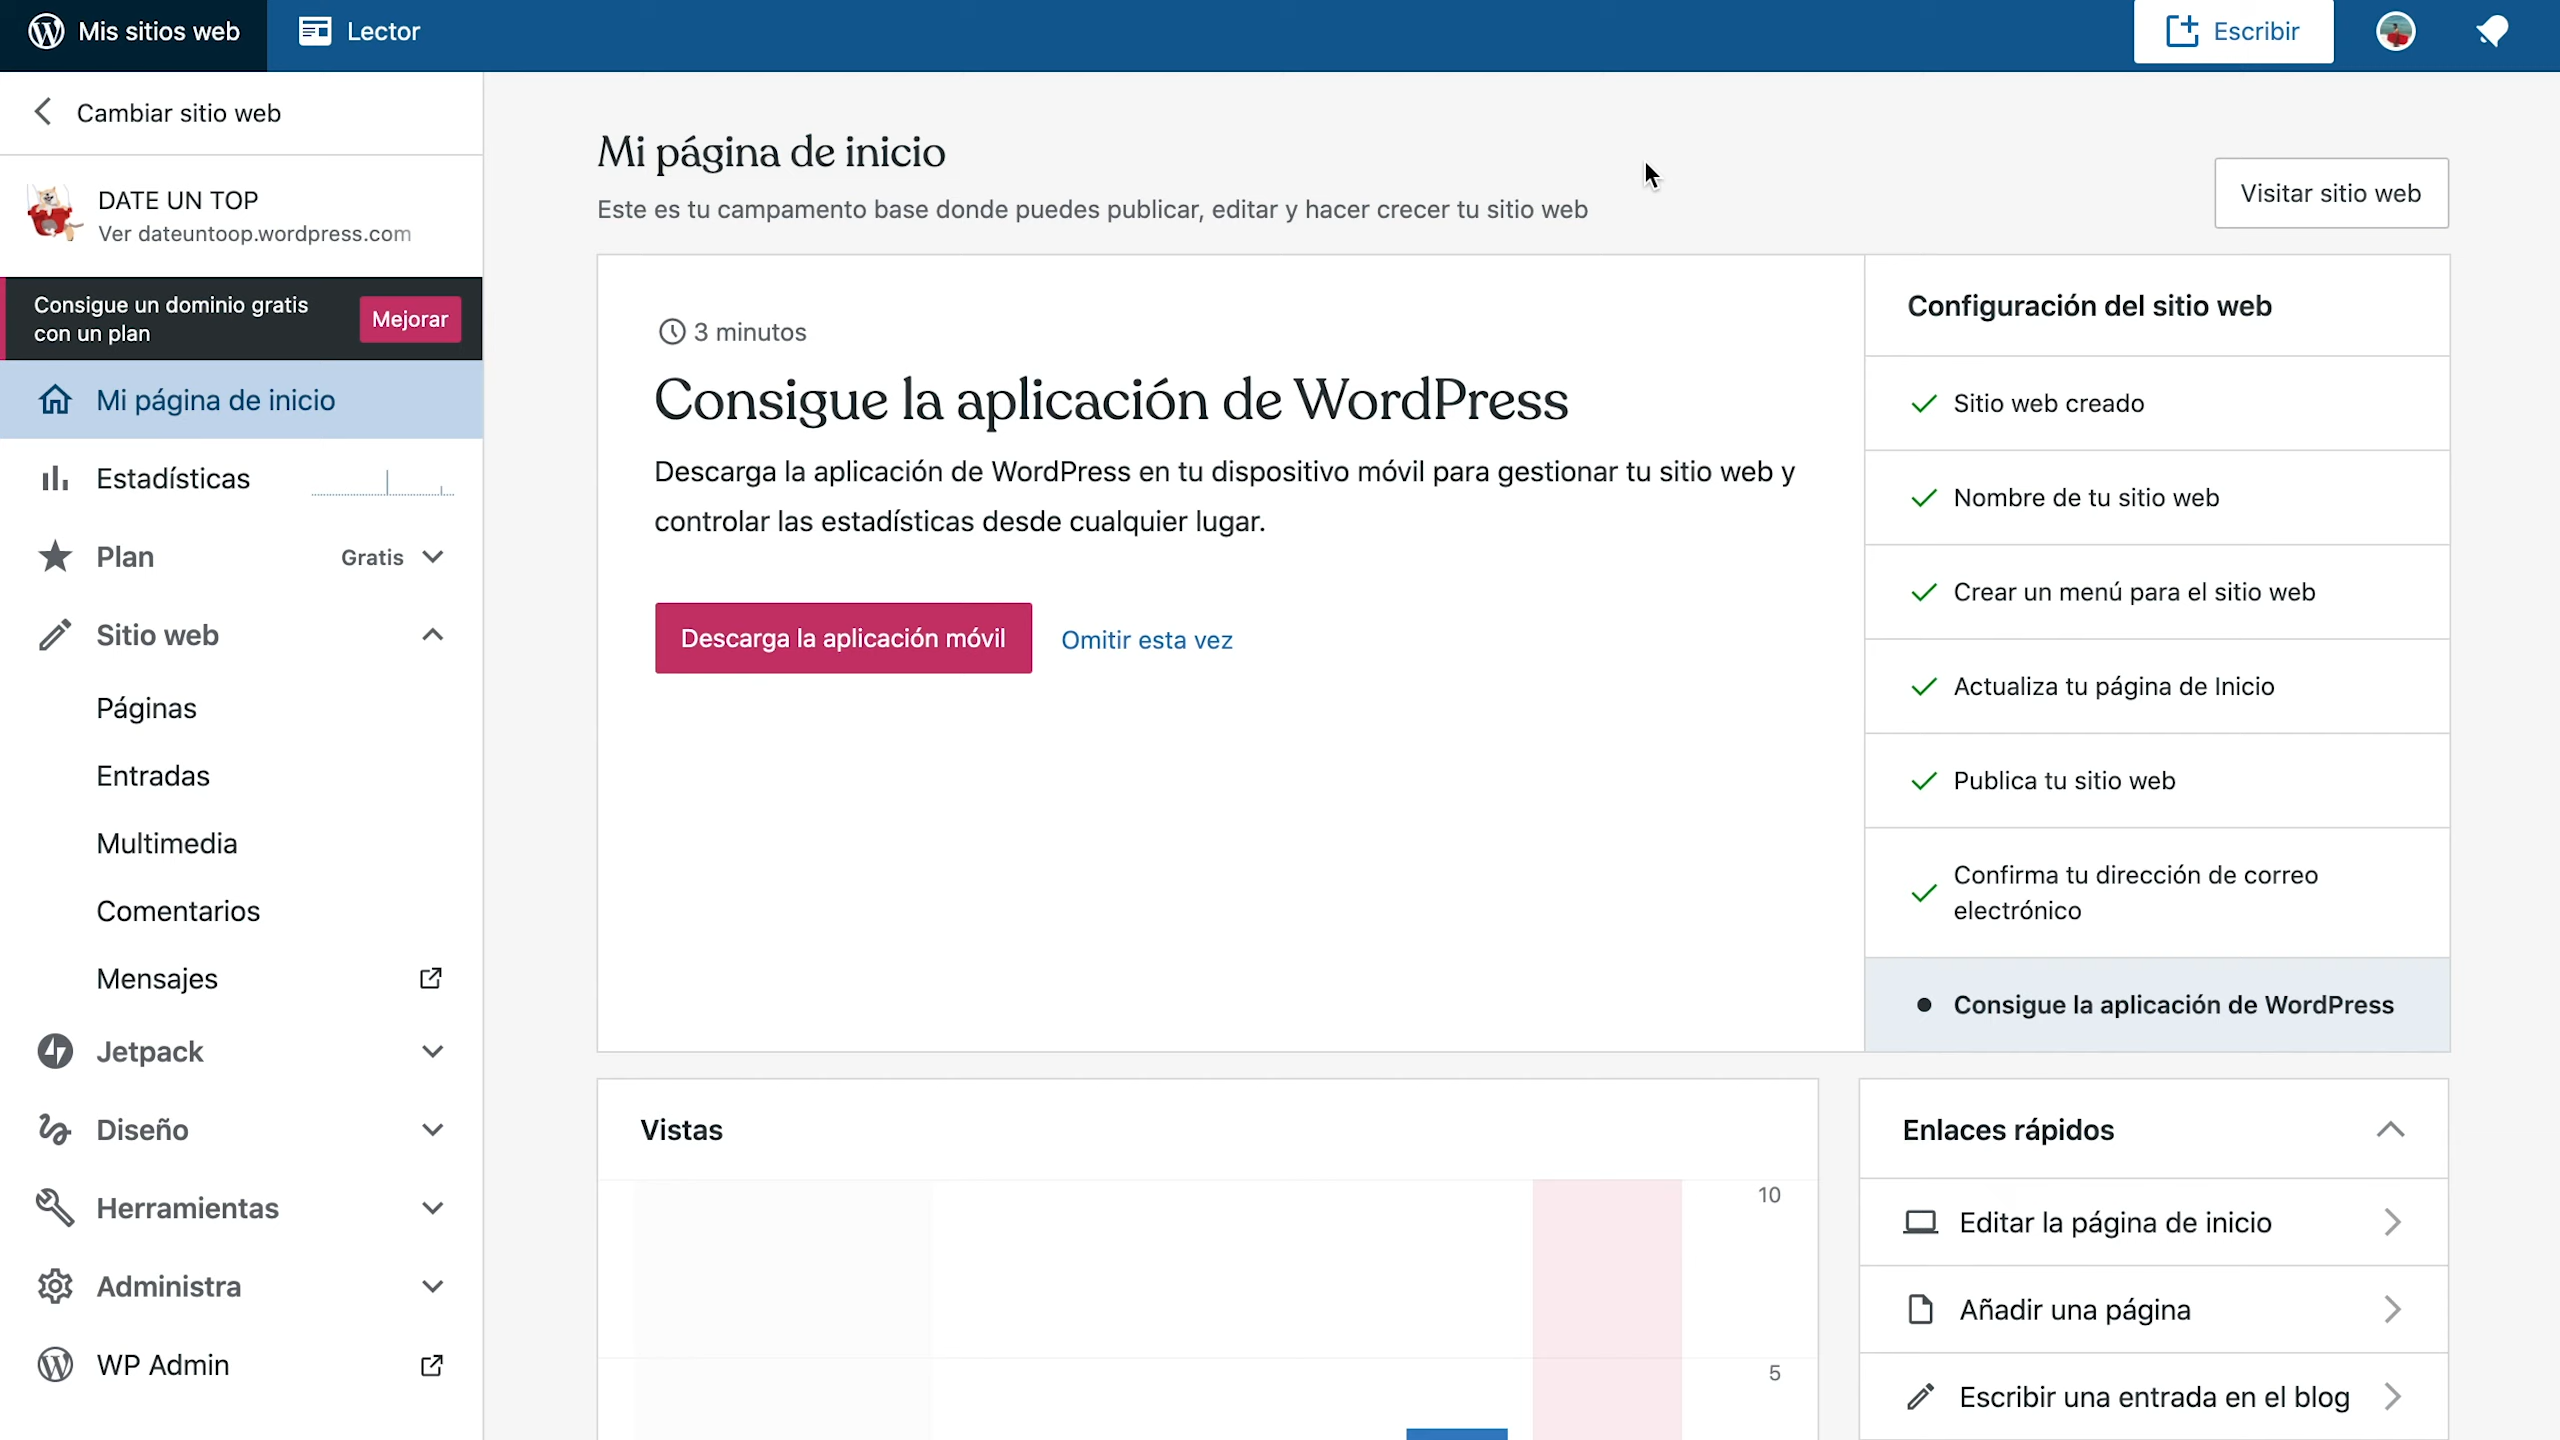 Mis sitios web
Lector
Escribir
Cambiar sitio web
DATE UN TOP
Ver dateuntoop.wordpress.com
Consigue un dominio gratis
con un plan
Mejorar
Mi página de inicio
Estadísticas
Plan
Gratis
Sitio web
Páginas
Entradas
Multimedia
Comentarios
Mensajes
Jetpack
Diseño
Herramientas
Administra
WP Admin
Mi página de inicio
Este es tu campamento base donde puedes publicar, editar y hacer crecer tu sitio web
Visitar sitio web
3 minutos
Consigue la aplicación de WordPress
Descarga la aplicación de WordPress en tu dispositivo móvil para gestionar tu sitio web y
controlar las estadísticas desde cualquier lugar.
Descarga la aplicación móvil
Omitir esta vez
Configuración del sitio web
Sitio web creado
Nombre de tu sitio web
Crear un menú para el sitio web
Actualiza tu página de Inicio
Publica tu sitio web
Confirma tu dirección de correo
electrónico
Consigue la aplicación de WordPress
Vistas
10
5
Enlaces rápidos
Editar la página de inicio
Añadir una página
Escribir una entrada en el blog